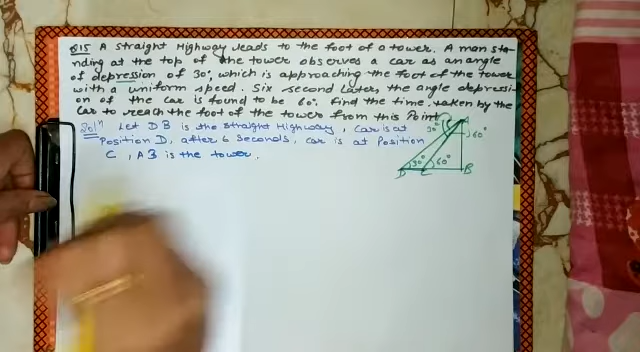 Q15 A straight Highway leads to the foot of a tower. A man sta-
nding at the top of the tower observes a car as an angle
of depression of 30°, which is approaching the foot of the tower
with a uniform speed. Six second later, the angle depressi-
on of the car is found to be 60°. Find the time taken by the
car to reach the foot of the tower from this Point
Solⁿ Let DB is the straight Highway, Car is at
Position D, after 6 seconds, car is at Position
C, AB is the tower.
30°
60°
30°
60°
D
C
B